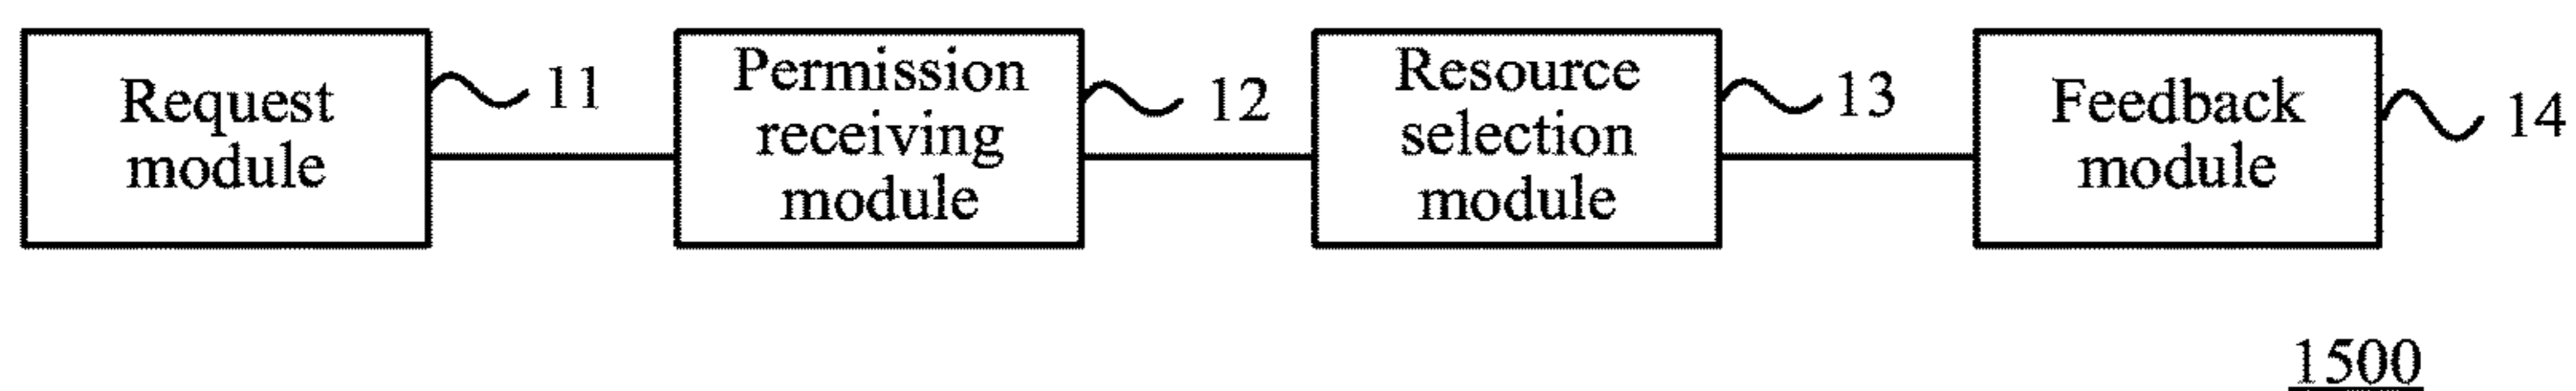 Request
module
11
Permission
receiving
module
12
Resource
selection
module
13
Feedback
module
14
1500